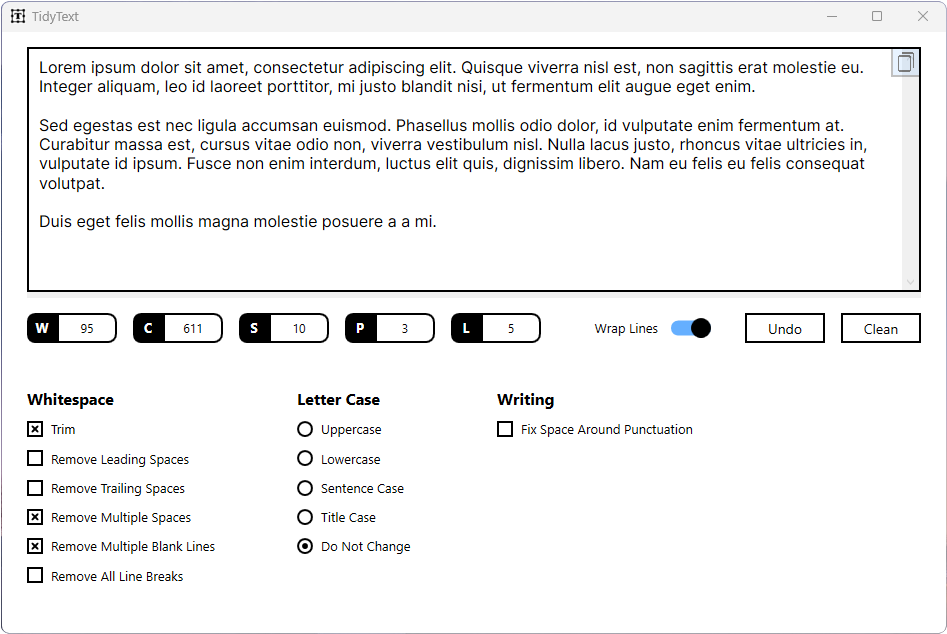 TidyText
Lorem ipsum dolor sit amet, consectetur adipiscing elit. Quisque viverra nisl est, non sagittis erat molestie eu.
Integer aliquam, leo id laoreet porttitor, mi justo blandit nisi, ut fermentum elit augue eget enim.
Sed egestas est nec ligula accumsan euismod. Phasellus mollis odio dolor, id vulputate enim fermentum at.
Curabitur massa est, cursus vitae odio non, viverra vestibulum nisl. Nulla lacus justo, rhoncus vitae ultricies in,
vulputate id ipsum. Fusce non enim interdum, luctus elit quis, dignissim libero. Nam eu felis eu felis consequat
volutpat.
Duis eget felis mollis magna molestie posuere a a mi.
W 95 C 611 S 10 P 3 L 5 Wrap Lines Undo Clean
Whitespace
Trim
Remove Leading Spaces
Remove Trailing Spaces
Remove Multiple Spaces
Remove Multiple Blank Lines
Remove All Line Breaks
Letter Case
Uppercase
Lowercase
Sentence Case
Title Case
Do Not Change
Writing
Fix Space Around Punctuation